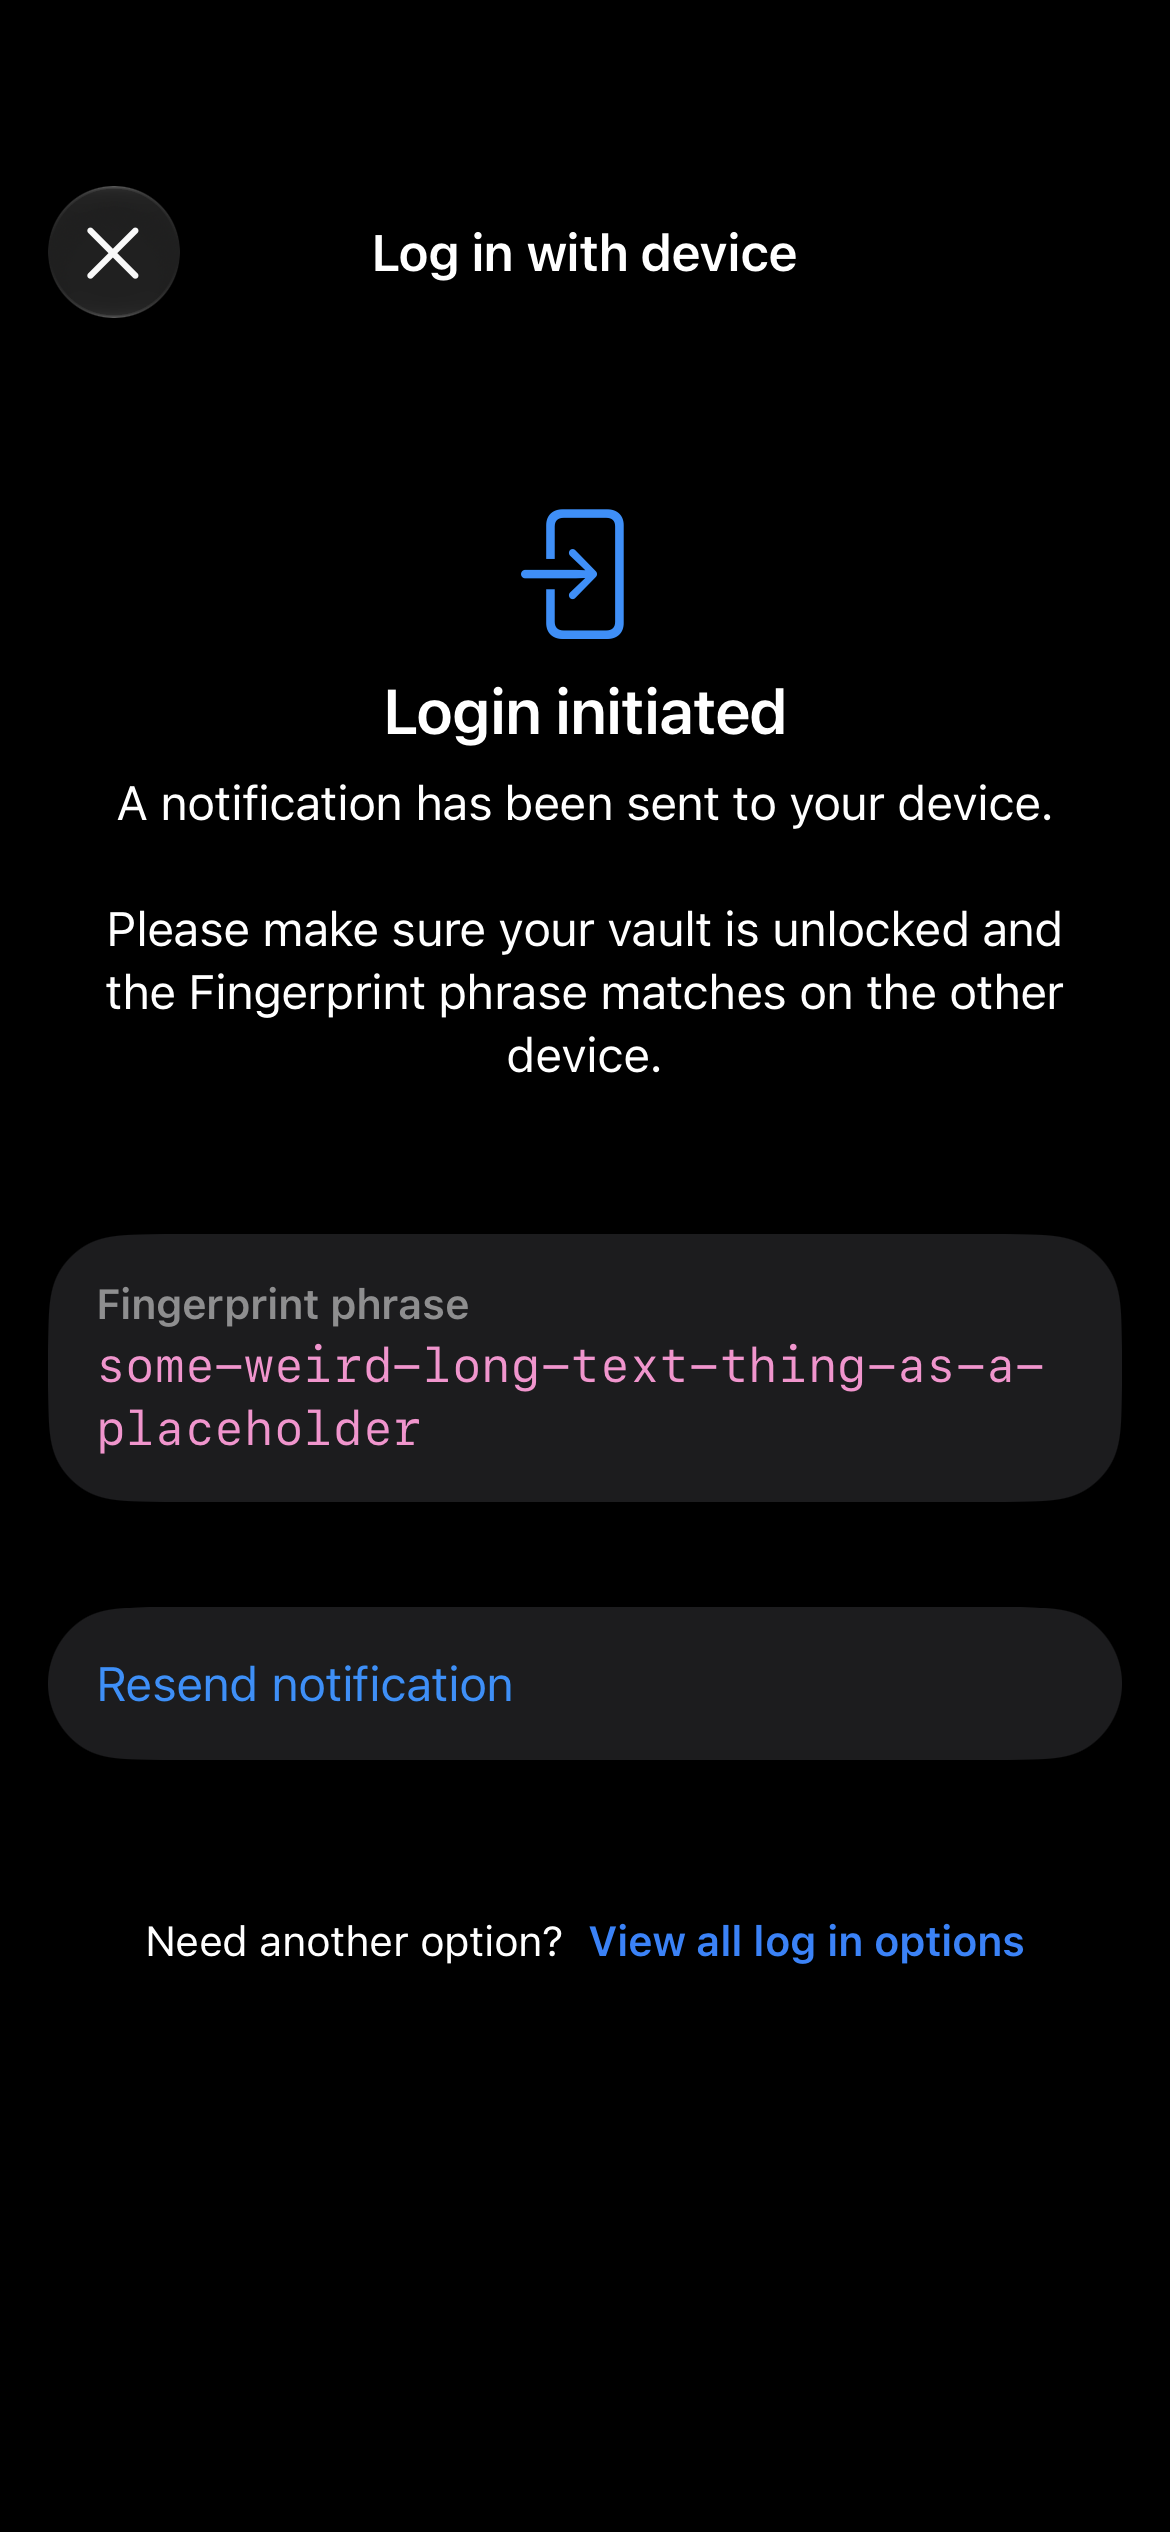 Log in with device
Login initiated
A notification has been sent to your device.
Please make sure your vault is unlocked and
the Fingerprint phrase matches on the other
device.
Fingerprint phrase
some-weird-long-text-thing-as-a-
placeholder
Resend notification
Need another option? View all log in options